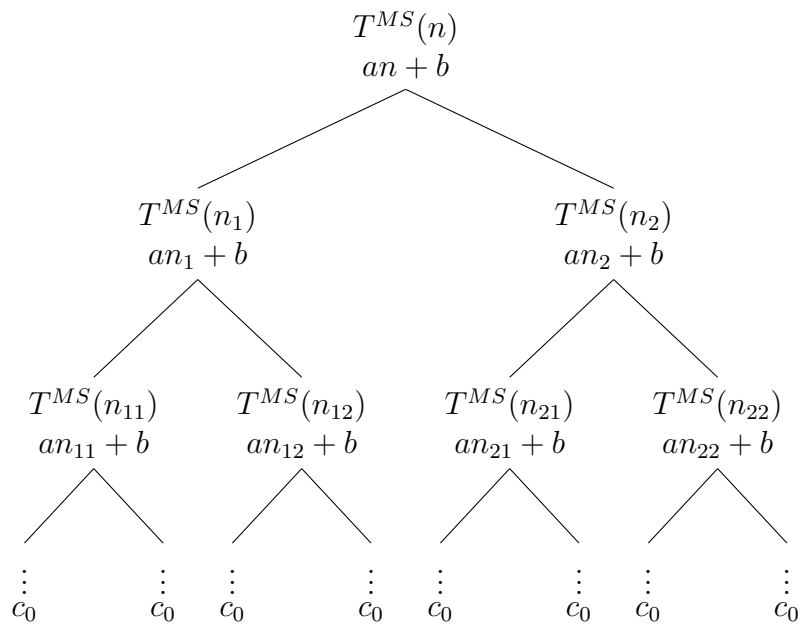 T^{MS}(n)
an + b
T^{MS}(n_1) T^{MS}(n_2)
an_1 + b an_2 + b
T^{MS}(n_{11}) T^{MS}(n_{12}) T^{MS}(n_{21}) T^{MS}(n_{22})
an_{11} + b an_{12} + b an_{21} + b an_{22} + b
⋮ ⋮ ⋮ ⋮ ⋮ ⋮ ⋮ ⋮
c_0 c_0 c_0 c_0 c_0 c_0 c_0 c_0